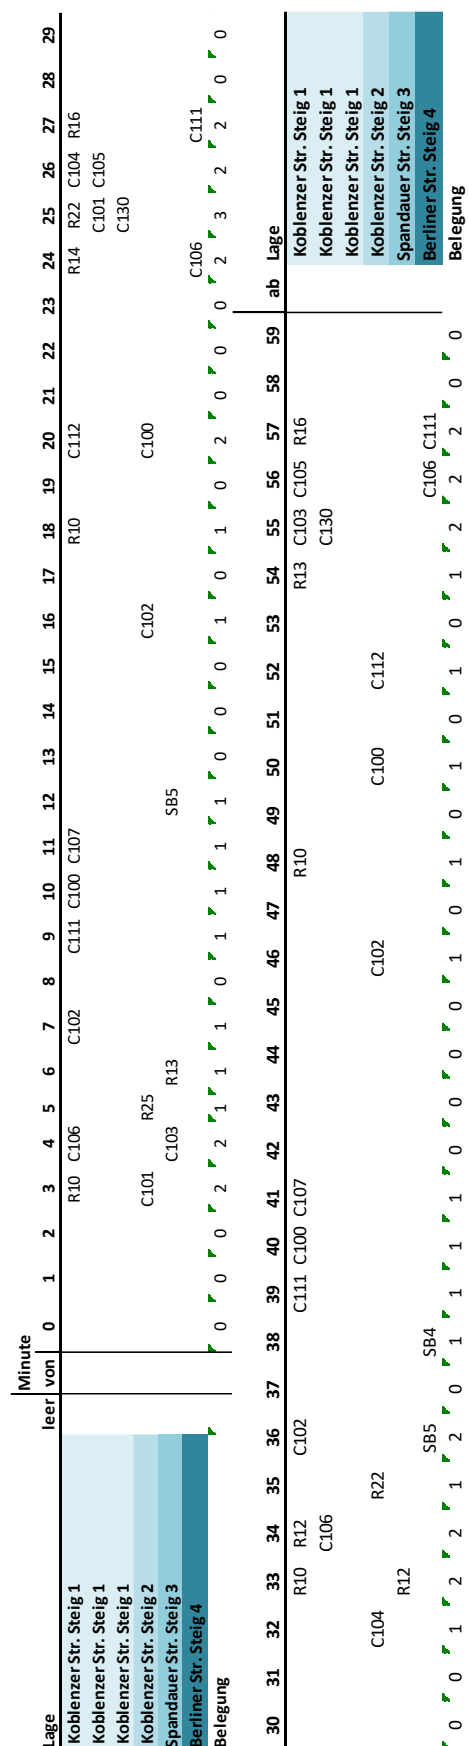 Minute
Lage leer von 0 1 2 3 4 5 6 7 8 9 10 11 12 13 14 15 16 17 18 19 20 21 22 23 24 25 26 27 28 29
Koblenzer Str. Steig 1 R10 C106 C102 C111 C100 C107 R10 C112 R14 R22 C104 R16
Koblenzer Str. Steig 1 C101 C105
Koblenzer Str. Steig 1 C130
Koblenzer Str. Steig 2 C101 R25 C102 C100
Spandauer Str. Steig 3 C103 R13 SB5
Berliner Str. Steig 4 C106 C111
Belegung 0 0 0 2 2 1 1 1 0 1 1 1 1 0 0 0 1 0 1 0 2 0 0 0 2 3 2 2 0 0
30 31 32 33 34 35 36 37 38 39 40 41 42 43 44 45 46 47 48 49 50 51 52 53 54 55 56 57 58 59 ab Lage
R10 R12 C102 C111 C100 C107 R10 R13 C103 C105 R16 Koblenzer Str. Steig 1
C106 C130 Koblenzer Str. Steig 1
Koblenzer Str. Steig 1
C104 R22 C102 C100 C112 Koblenzer Str. Steig 2
R12 Spandauer Str. Steig 3
SB5 SB4 C106 C111 Berliner Str. Steig 4
0 0 1 2 2 1 2 0 1 1 1 1 0 0 0 0 1 0 1 0 1 0 1 0 1 2 2 2 0 0 Belegung